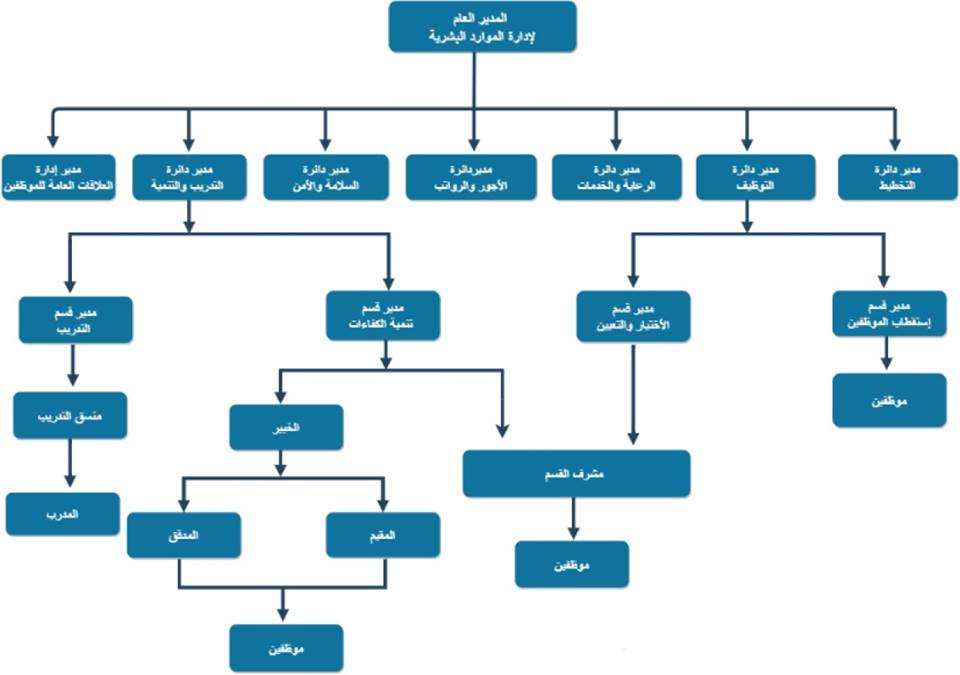 المدير العام
لإدارة الموارد البشرية
مدير دائرة
التخطيط
مدير دائرة
التوظيف
مدير دائرة
الرعاية والخدمات
مديردائرة
الأجور والرواتب
مدير دائرة
السلامة والأمن
مدير دائرة
التدريب والتنمية
مدير إدارة
العلاقات العامة للموظفين
مدير قسم
إستقطاب الموظفين
مدير قسم
الأختبار والتعيين
مدير قسم
تنمية الكفاءات
مدير قسم
التدريب
موظفين
الخبير
منسق التدريب
مشرف القسم
المقيم
المدقق
المدرب
موظفين
موظفين